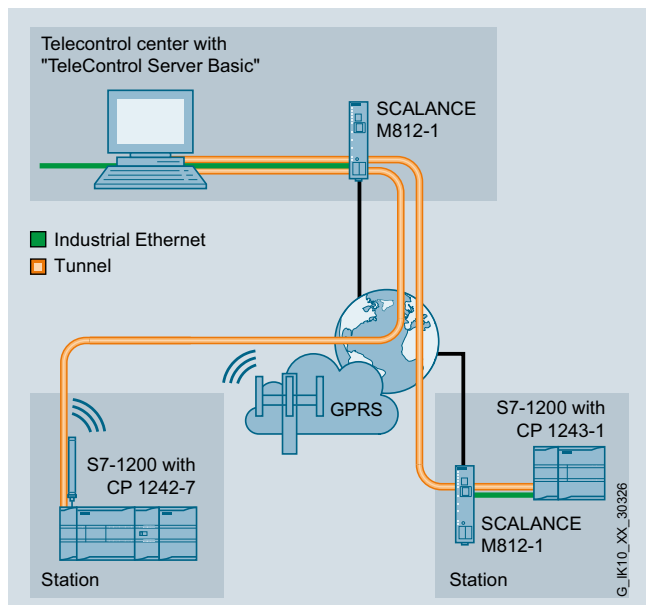 Telecontrol center with
"TeleControl Server Basic"
SCALANCE
M812-1
Industrial Ethernet
Tunnel
GPRS
S7-1200 with
CP 1242-7
Station
S7-1200 with
CP 1243-1
SCALANCE
M812-1
Station
G_IK10_XX_30326